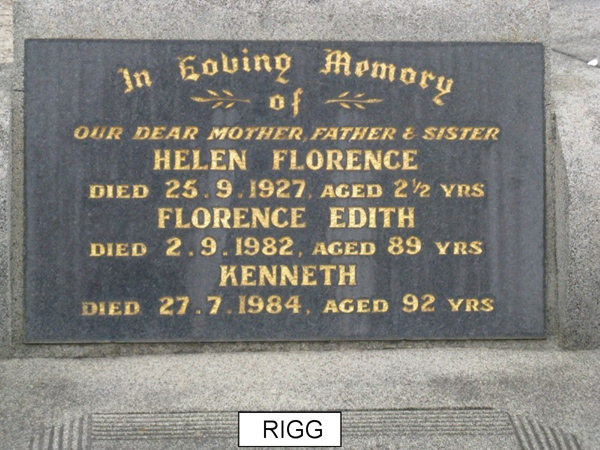 In Loving Memory
of
OUR DEAR MOTHER, FATHER & SISTER
HELEN FLORENCE
DIED 25.9.1927, AGED 2½ YRS
FLORENCE EDITH
DIED 2.9.1982, AGED 89 YRS
KENNETH
DIED 27.7.1984, AGED 92 YRS
RIGG